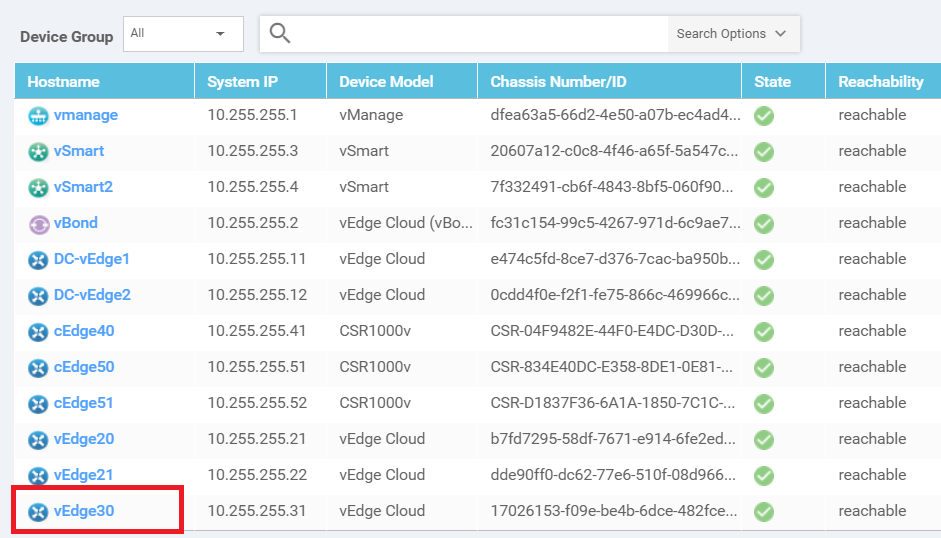 Device Group All Search Options
Hostname System IP Device Model Chassis Number/ID State Reachability
vmanage 10.255.255.1 vManage dfea63a5-66d2-4e50-a07b-ec4ad4... reachable
vSmart 10.255.255.3 vSmart 20607a12-c0c8-4f46-a65f-5a547c... reachable
vSmart2 10.255.255.4 vSmart 7f332491-cb6f-4843-8bf5-060f90... reachable
vBond 10.255.255.2 vEdge Cloud (vBo... fc31c154-99c5-4267-971d-6c9ae7... reachable
DC-vEdge1 10.255.255.11 vEdge Cloud e474c5fd-8ce7-d376-7cac-ba950b... reachable
DC-vEdge2 10.255.255.12 vEdge Cloud 0cdd4f0e-f2f1-fe75-866c-469966c... reachable
cEdge40 10.255.255.41 CSR1000v CSR-04F9482E-44F0-E4DC-D30D-... reachable
cEdge50 10.255.255.51 CSR1000v CSR-834E40DC-E358-8DE1-0E81-... reachable
cEdge51 10.255.255.52 CSR1000v CSR-D1837F36-6A1A-1850-7C1C-... reachable
vEdge20 10.255.255.21 vEdge Cloud b7fd7295-58df-7671-e914-6fe2ed... reachable
vEdge21 10.255.255.22 vEdge Cloud dde90ff0-dc62-77e6-510f-08d966... reachable
vEdge30 10.255.255.31 vEdge Cloud 17026153-f09e-be4b-6dce-482fce... reachable